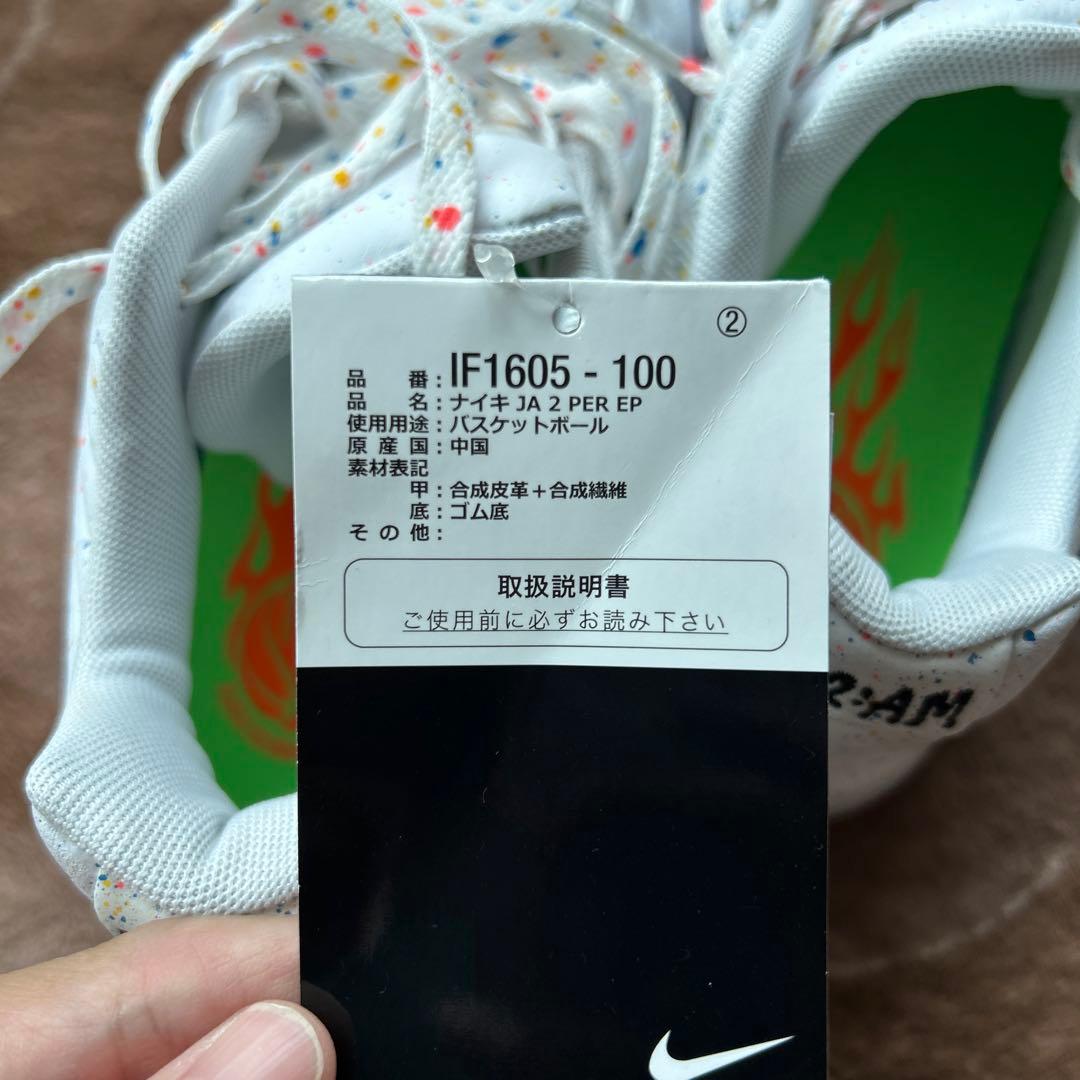 ②
品番：IF1605 - 100
品名：ナイキ JA 2 PER EP
使用用途：バスケットボール
原産国：中国
素材表記
甲：合成皮革＋合成繊維
底：ゴム底
その他：
取扱説明書
ご使用前に必ずお読み下さい
:AM